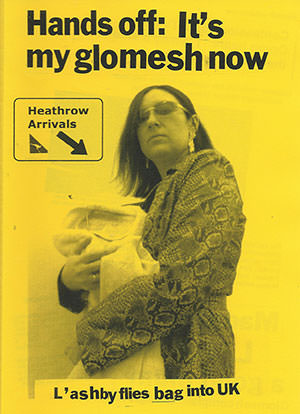 Hands off: It's
my glomesh now
Heathrow
Arrivals
L'ashby flies bag into UK